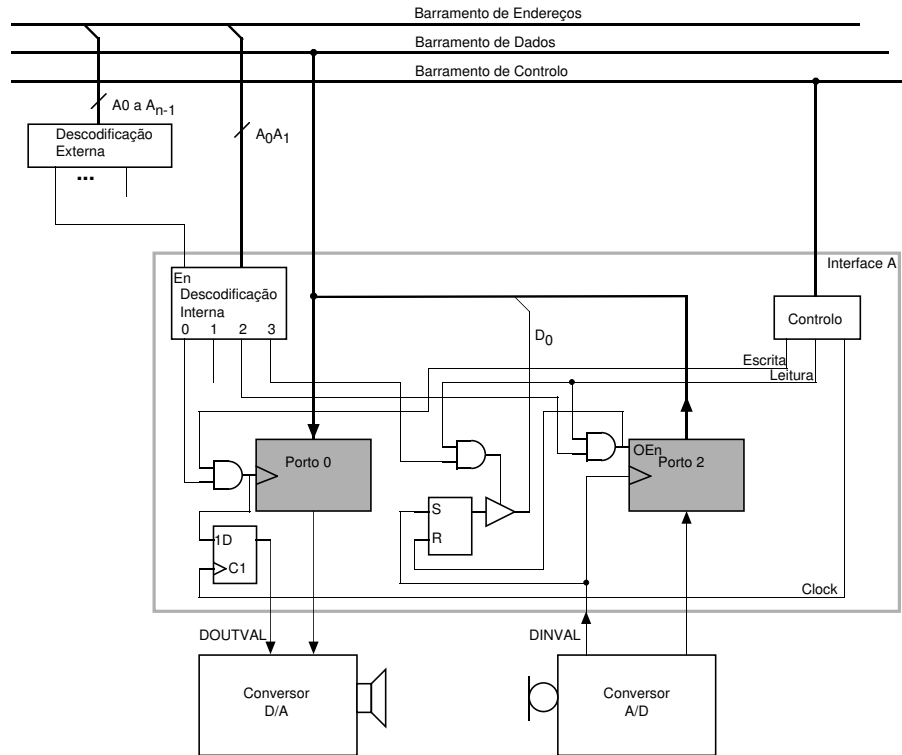 Barramento de Endereços
Barramento de Dados
Barramento de Controlo
A0 a An-1
A0A1
Descodificação
Externa
...
Interface A
En
Descodificação
Interna
0 1 2 3
Controlo
D0
Escrita
Leitura
Porto 0
OEn
Porto 2
S
R
1D
C1
Clock
DOUTVAL
DINVAL
Conversor
D/A
Conversor
A/D